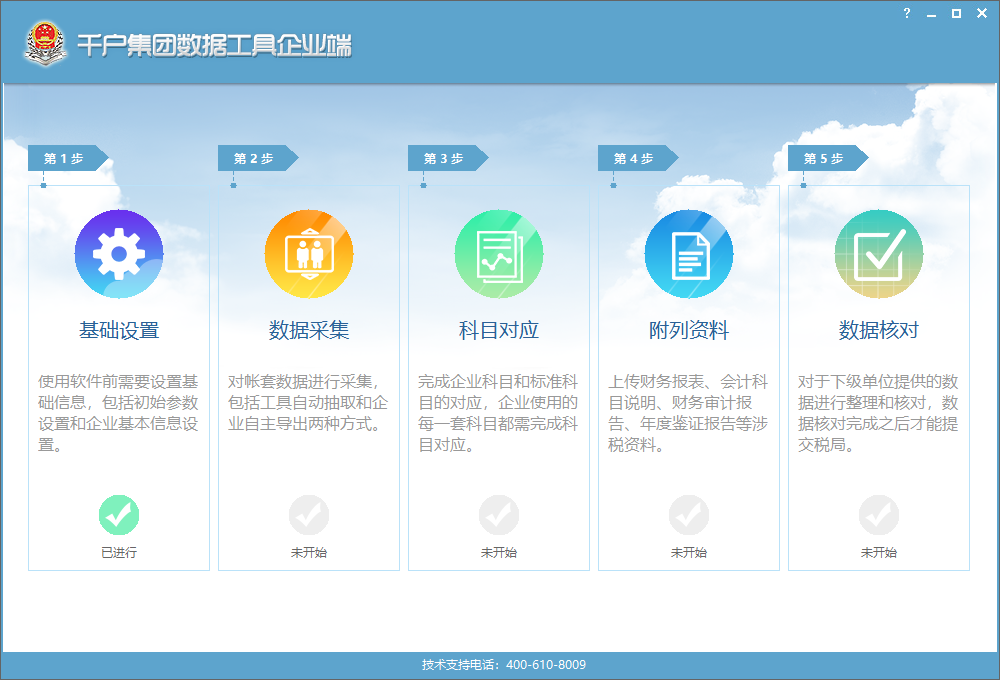 ?
千户集团数据工具企业端
第 1 步
第 2 步
第 3 步
第 4 步
第 5 步
基础设置
使用软件前需要设置基
础信息，包括初始参数
设置和企业基本信息设
置。
已进行
数据采集
对帐套数据进行采集，
包括工具自动抽取和企
业自主导出两种方式。
未开始
科目对应
完成企业科目和标准科
目的对应，企业使用的
每一套科目都需完成科
目对应。
未开始
附列资料
上传财务报表、会计科
目说明、财务审计报
告、年度鉴证报告等涉
税资料。
未开始
数据核对
对于下级单位提供的数
据进行整理和核对，数
据核对完成之后才能提
交税局。
未开始
技术支持电话：400-610-8009